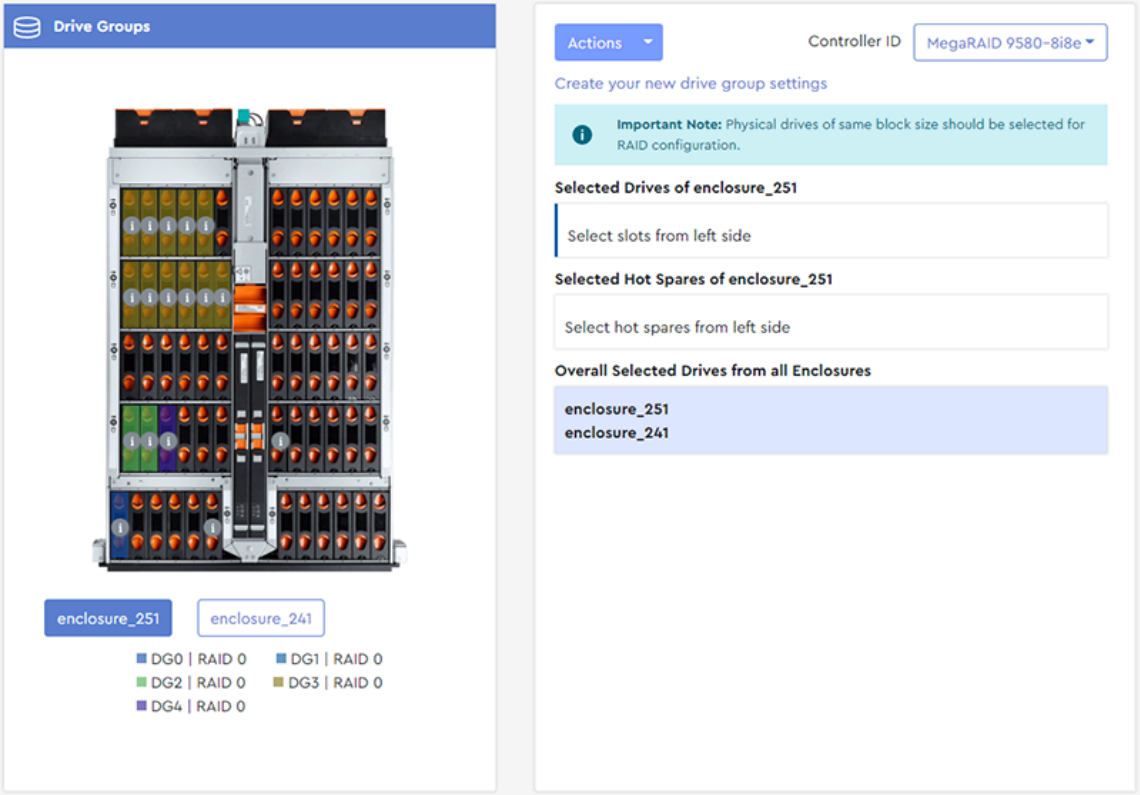 Drive Groups
enclosure_251
enclosure_241
DG0 | RAID 0
DG1 | RAID 0
DG2 | RAID 0
DG3 | RAID 0
DG4 | RAID 0
Actions
Controller ID
MegaRAID 9580-8i8e
Create your new drive group settings
Important Note: Physical drives of same block size should be selected for
RAID configuration.
Selected Drives of enclosure_251
Select slots from left side
Selected Hot Spares of enclosure_251
Select hot spares from left side
Overall Selected Drives from all Enclosures
enclosure_251
enclosure_241